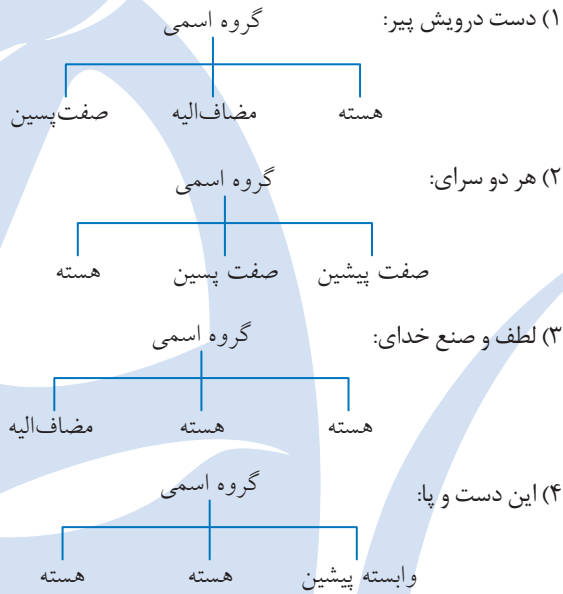 ۱) دست درویش پیر:
گروه اسمی
هسته مضاف‌الیه صفت‌پسین
۲) هر دو سرای:
گروه اسمی
صفت پیشین صفت پسین هسته
۳) لطف و صنع خدای:
گروه اسمی
هسته هسته مضاف‌الیه
۴) این دست و پا:
گروه اسمی
وابسته پیشین هسته هسته